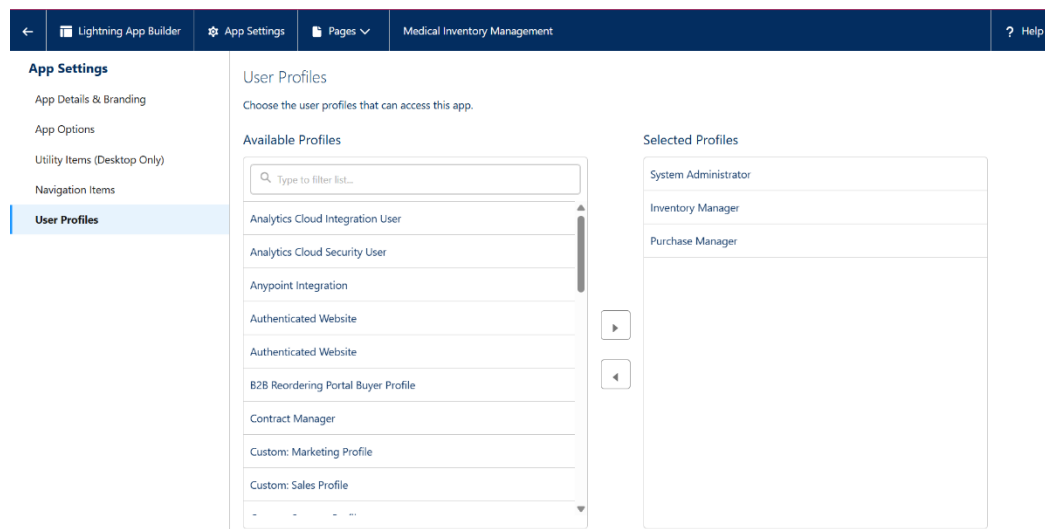 Lightning App Builder
App Settings
Pages
Medical Inventory Management
? Help
App Settings
App Details & Branding
App Options
Utility Items (Desktop Only)
Navigation Items
User Profiles
User Profiles
Choose the user profiles that can access this app.
Available Profiles
Type to filter list...
Analytics Cloud Integration User
Analytics Cloud Security User
Anypoint Integration
Authenticated Website
Authenticated Website
B2B Reordering Portal Buyer Profile
Contract Manager
Custom: Marketing Profile
Custom: Sales Profile
Selected Profiles
System Administrator
Inventory Manager
Purchase Manager